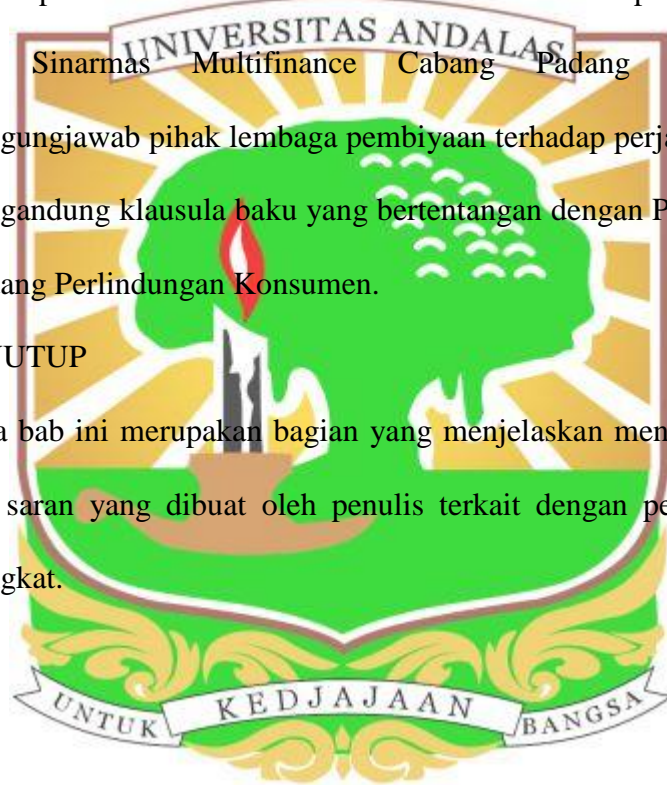 UNIVERSITAS ANDALAS
Sinarmas Multifinance Cabang Padang
gungjawab pihak lembaga pembiyaan terhadap perja
gandung klausula baku yang bertentangan dengan P
ang Perlindungan Konsumen.
UTUP
a bab ini merupakan bagian yang menjelaskan men
saran yang dibuat oleh penulis terkait dengan pe
gkat.
UNTUK KEDJAJAAN BANGSA